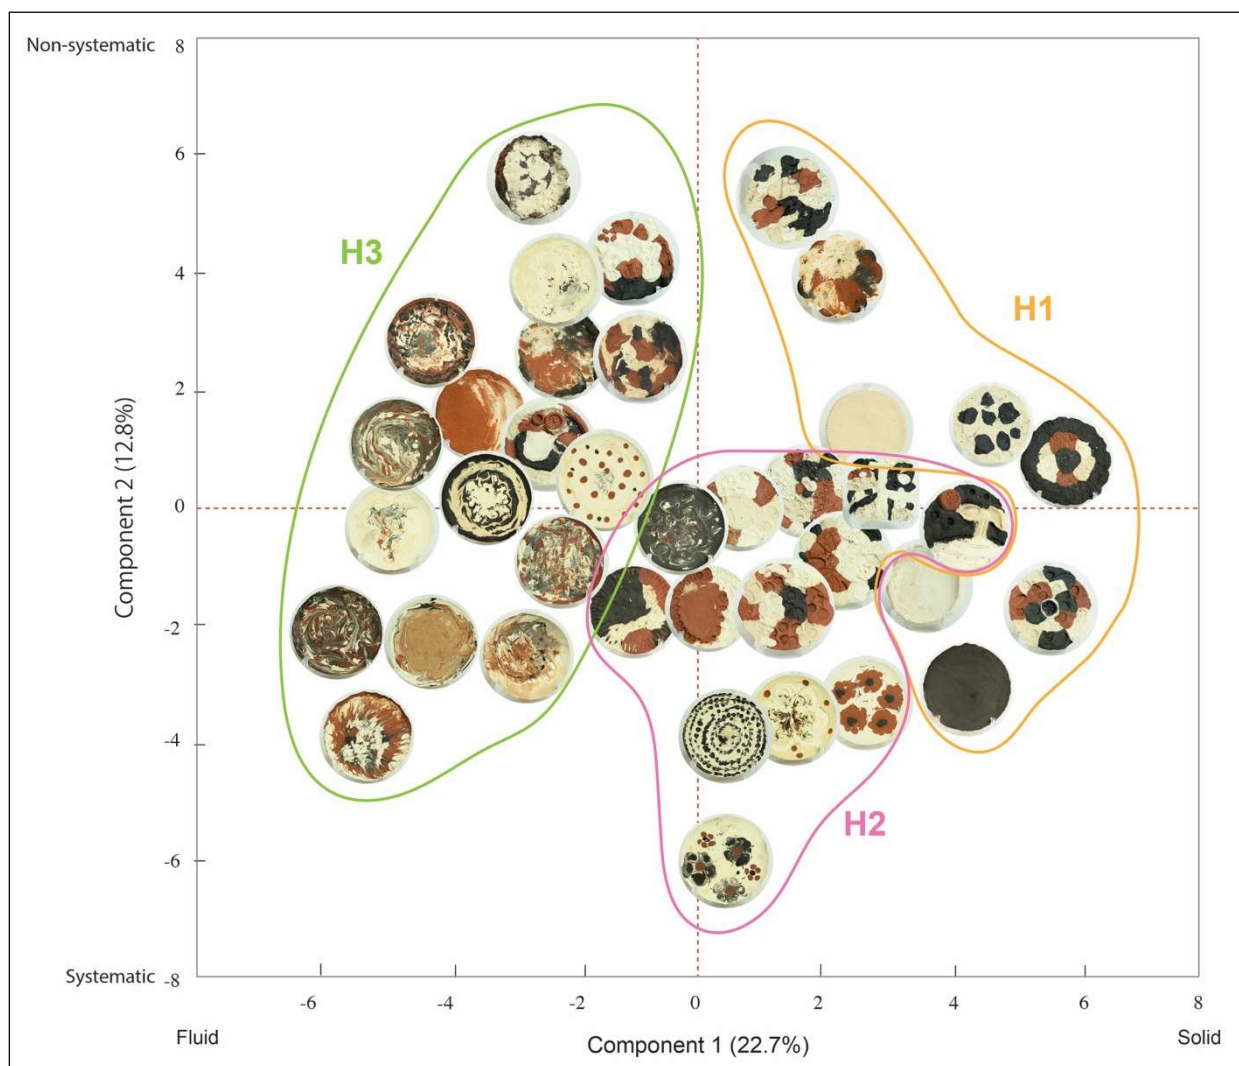 Non-systematic 8
6
H3
H1
4
2
Component 2 (12.8%)
0
-2
-4
H2
-6
Systematic -8
-6 -4 -2 0 2 4 6 8
Fluid Component 1 (22.7%) Solid